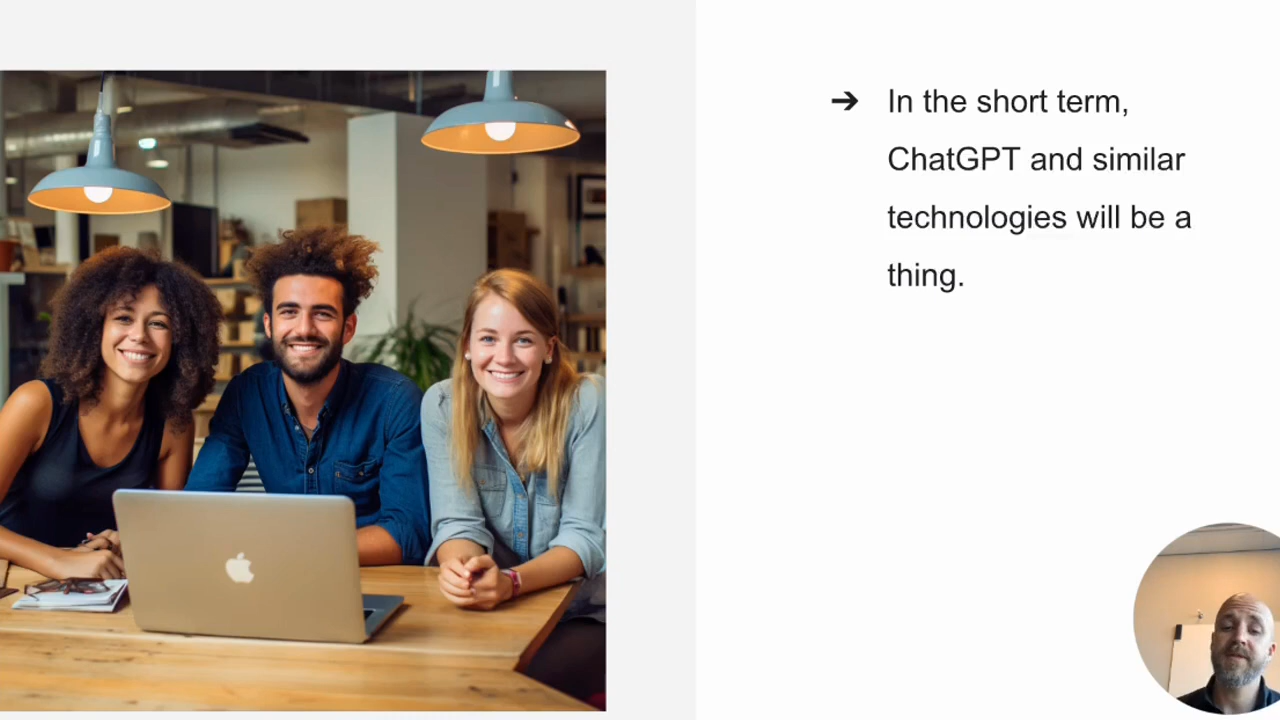 ➔ In the short term,
ChatGPT and similar
technologies will be a
thing.